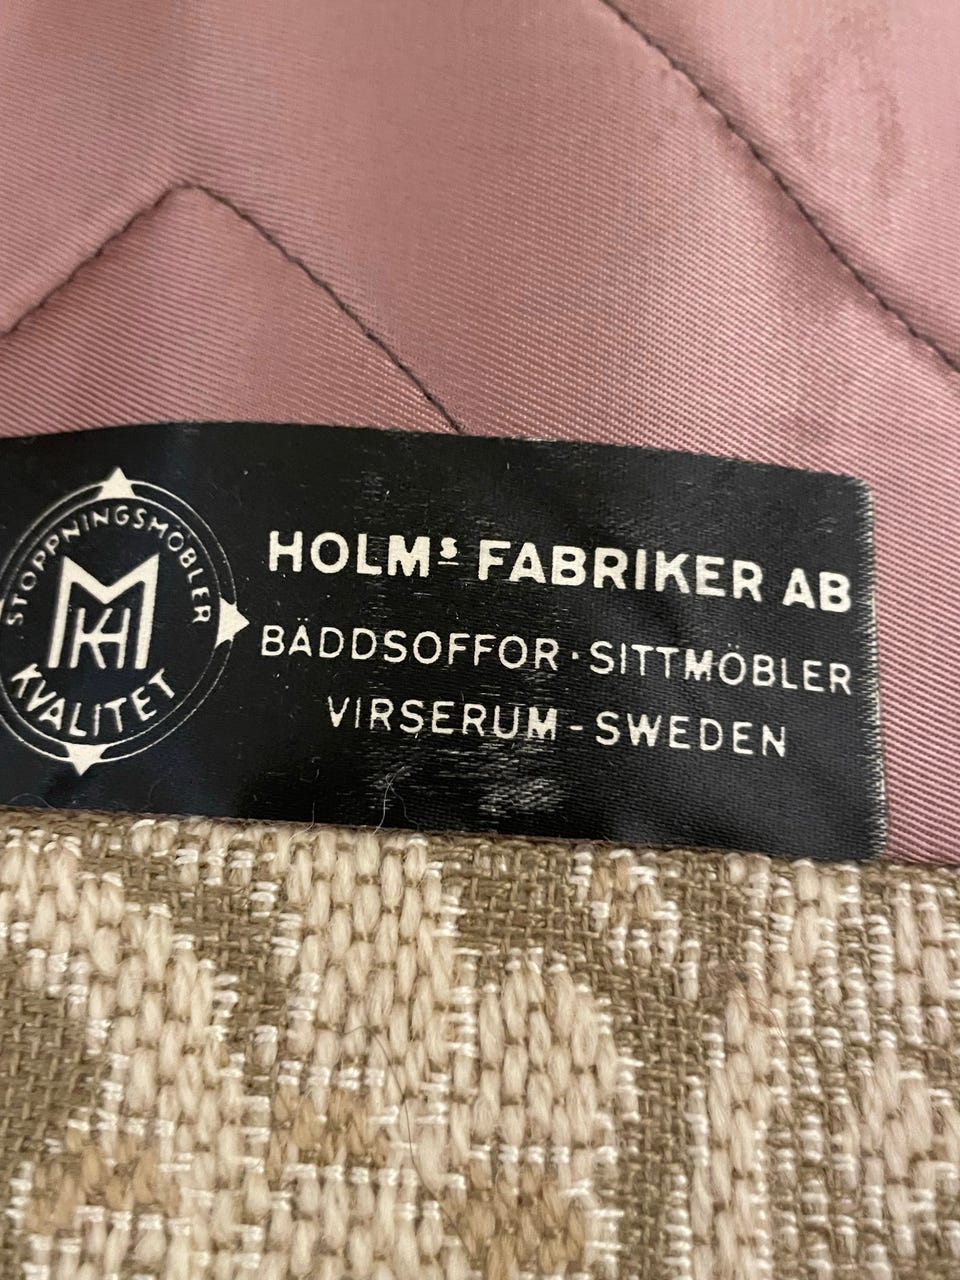 STOPPNINGSMÖBLER
MKH
KVALITET
HOLMS FABRIKER AB
BÄDDSOFFOR · SITTMÖBLER
VIRSERUM - SWEDEN